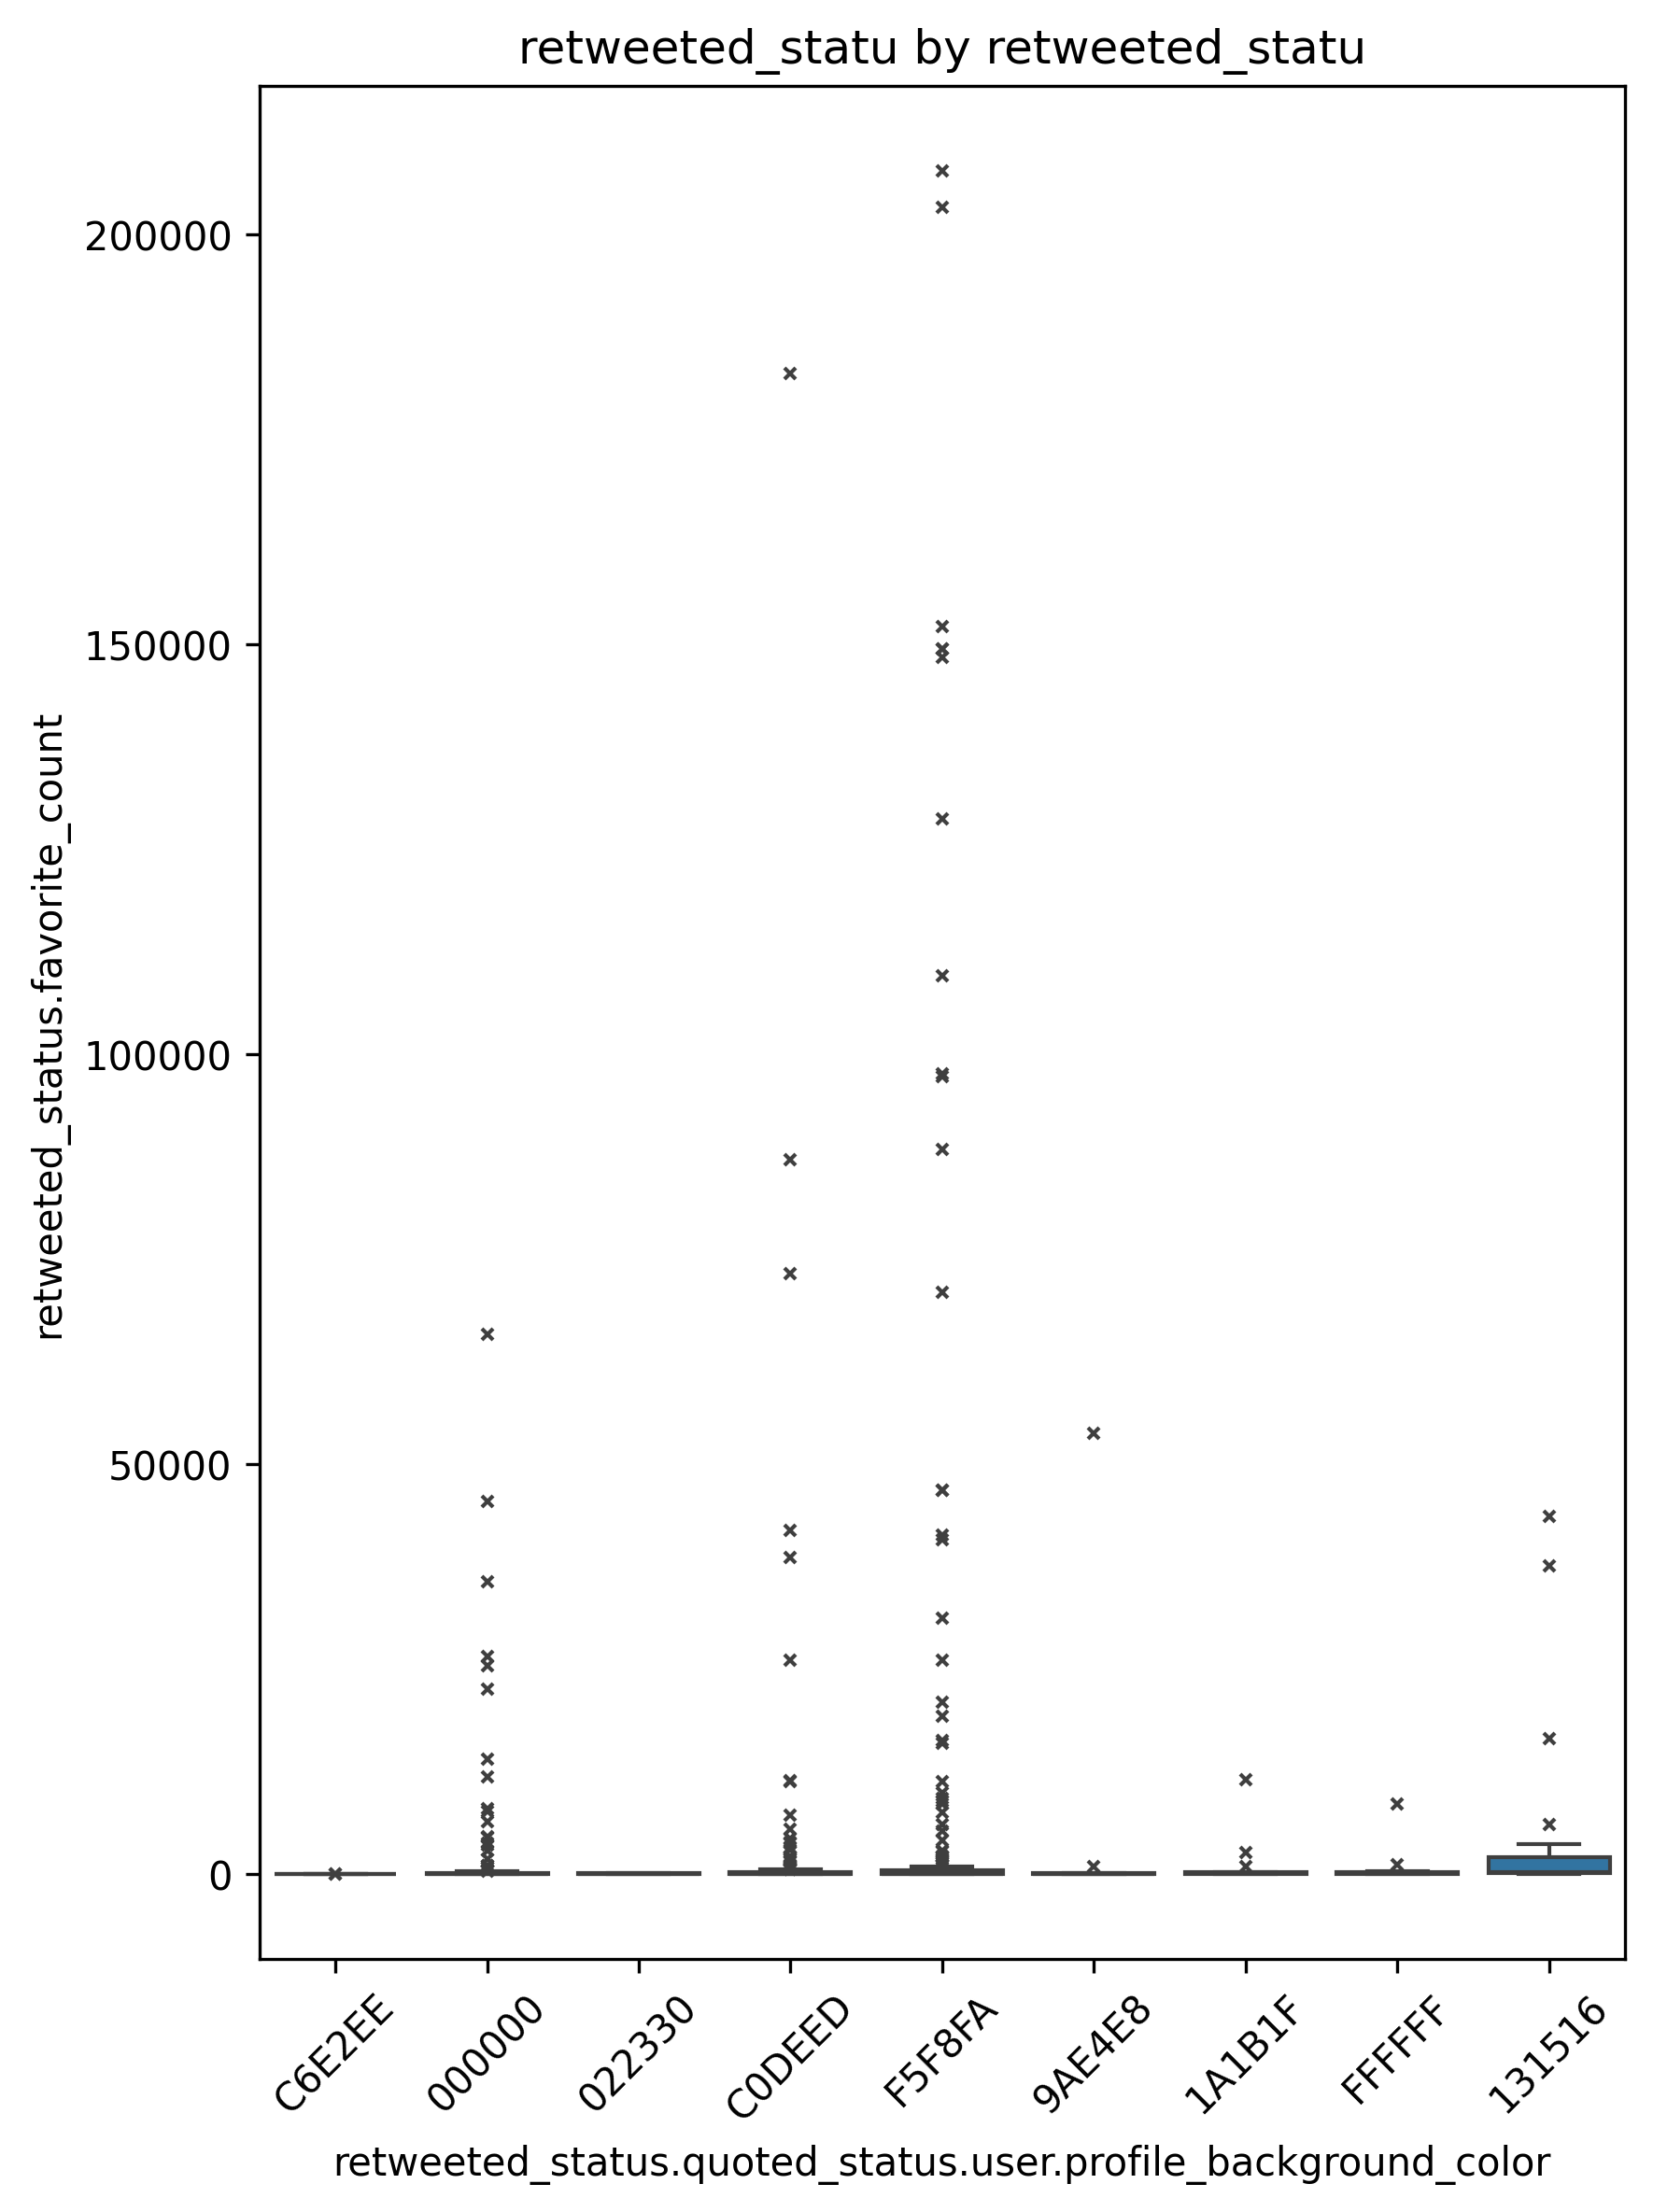 retweeted_statu by retweeted_statu
retweeted_status.favorite_count
200000
150000
100000
50000
0
C6E2EE
000000
022330
C0DEED
F5F8FA
9AE4E8
1A1B1F
FFFFFF
131516
retweeted_status.quoted_status.user.profile_background_color